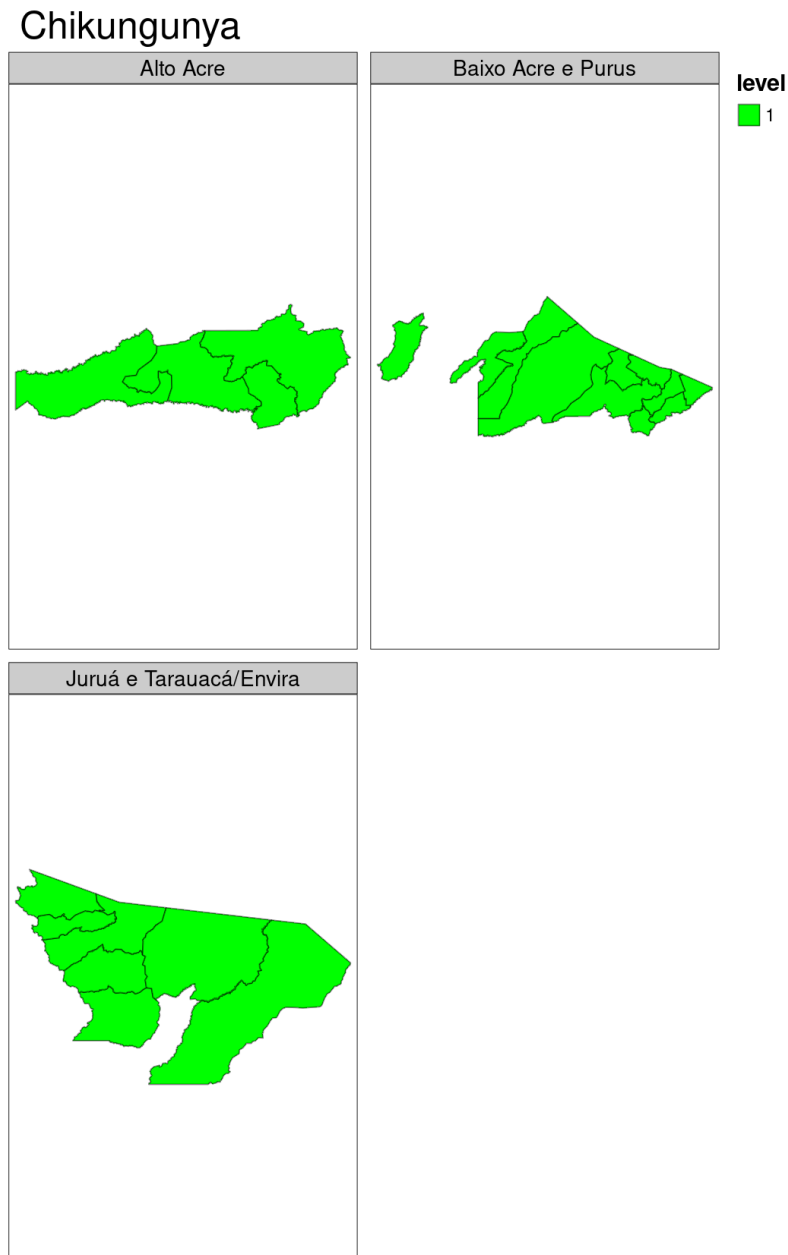 Chikungunya
Alto Acre
Baixo Acre e Purus
level
1
Juruá e Tarauacá/Envira